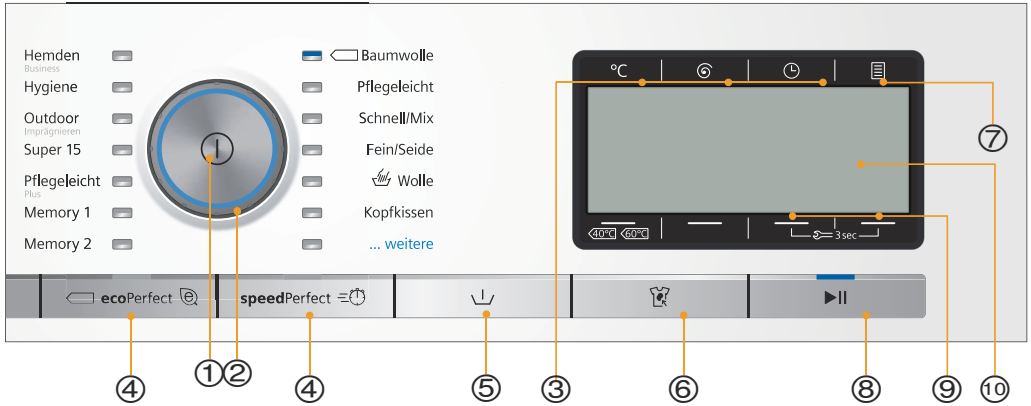 Hemden
Business
Hygiene
Outdoor
Imprägnieren
Super 15
Pflegeleicht
Plus
Memory 1
Memory 2
Baumwolle
Pflegeleicht
Schnell/Mix
Fein/Seide
Wolle
Kopfkissen
... weitere
°C
40°C 60°C
3 sec
ecoPerfect e
speedPerfect
① ② ③ ④ ④ ⑤ ⑥ ⑦ ⑧ ⑨ ⑩